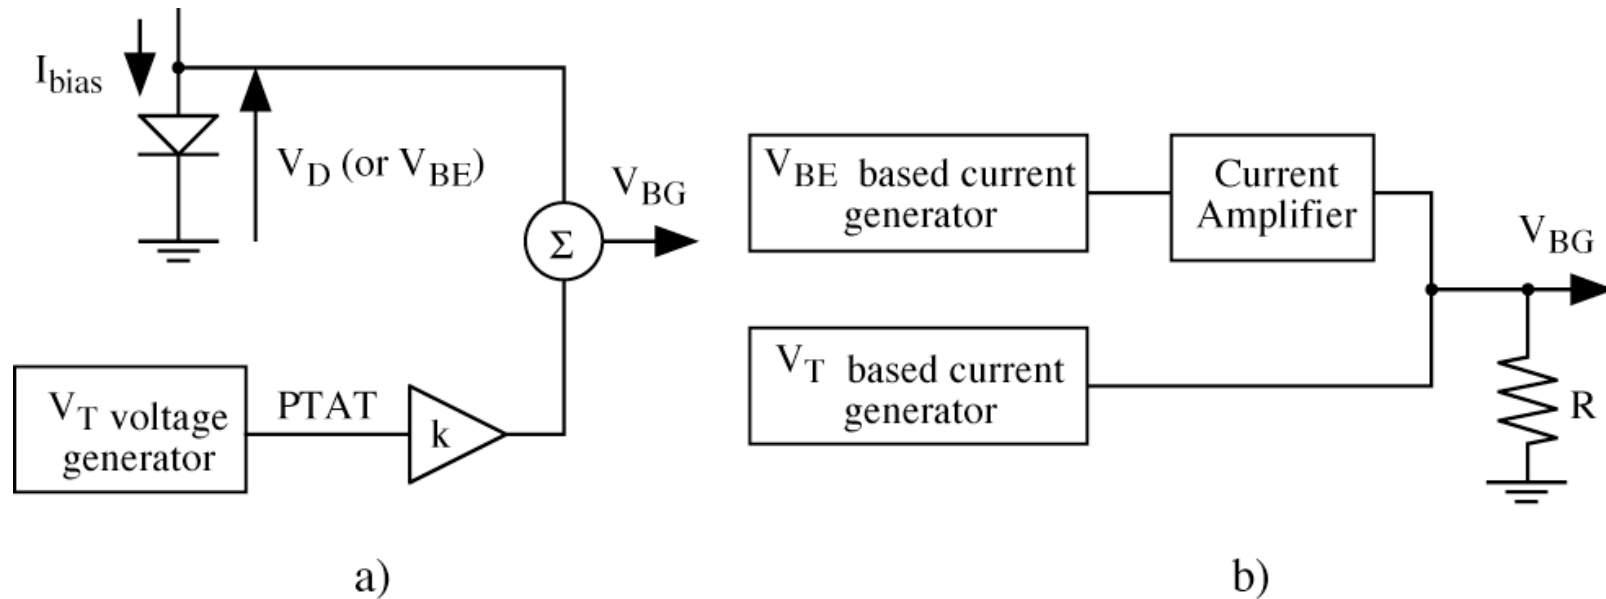 I_bias
V_D (or V_BE)
V_BG
Σ
V_T voltage
generator
PTAT
k
a)
V_BE based current
generator
Current
Amplifier
V_BG
V_T based current
generator
R
b)